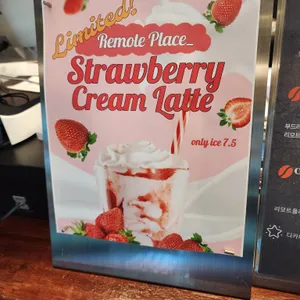 Limited!
Remote Place_
Strawberry
Cream Latte
only ice 7.5